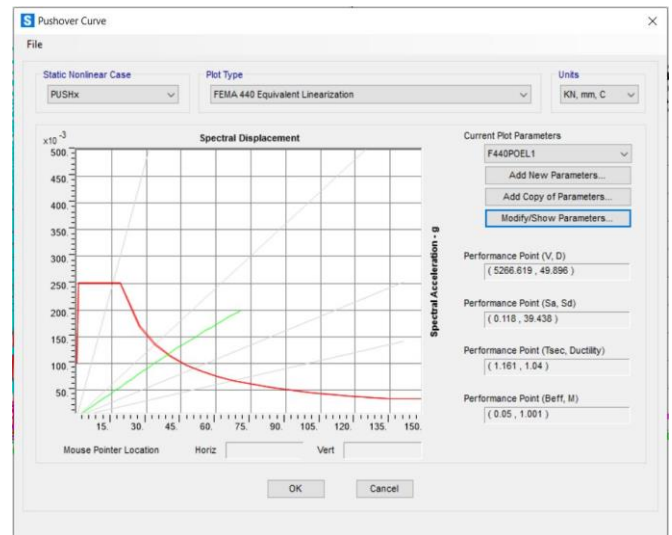 S Pushover Curve
File
Static Nonlinear Case
PUSHx
Plot Type
FEMA 440 Equivalent Linearization
Units
KN, mm, C
x10 -3
Spectral Displacement
500.
450.
400.
350.
300.
250.
200.
150.
100.
50.
15. 30. 45. 60. 75. 90. 105. 120. 135. 150.
Spectral Acceleration - g
Mouse Pointer Location Horiz Vert
Current Plot Parameters
F440POEL1
Add New Parameters...
Add Copy of Parameters...
Modify/Show Parameters...
Performance Point (V, D)
( 5266.619 , 49.896 )
Performance Point (Sa, Sd)
( 0.118 , 39.438 )
Performance Point (Tsec, Ductility)
( 1.161 , 1.04 )
Performance Point (Beff, M)
( 0.05 , 1.001 )
OK Cancel